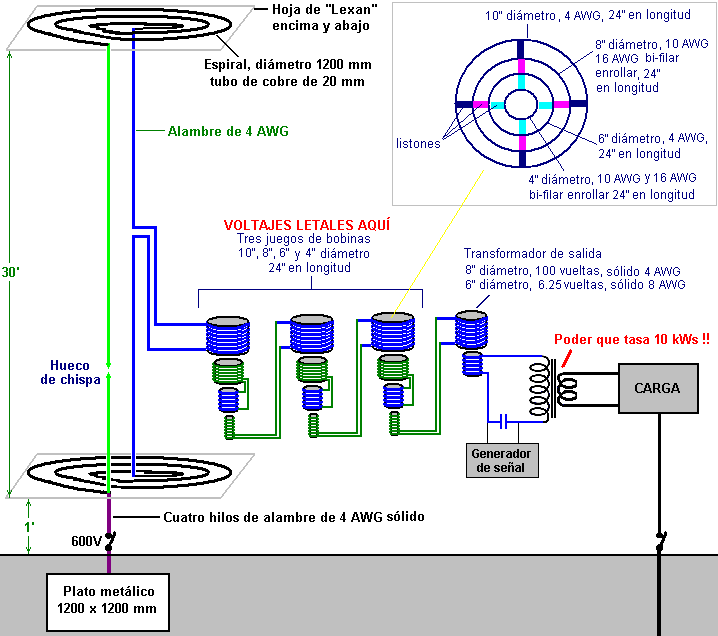 Hoja de "Lexan"
encima y abajo
Espiral, diámetro 1200 mm
tubo de cobre de 20 mm
Alambre de 4 AWG
10" diámetro, 4 AWG, 24" en longitud
8" diámetro, 10 AWG
16 AWG bi-filar
enrollar, 24"
en longitud
listones
6" diámetro, 4 AWG,
24" en longitud
4" diámetro, 10 AWG y 16 AWG
bi-filar enrollar 24" en longitud
VOLTAJES LETALES AQUÍ
Tres juegos de bobinas
10", 8", 6" y 4" diámetro
24" en longitud
Transformador de salida
8" diámetro, 100 vueltas, sólido 4 AWG
6" diámetro, 6.25 vueltas, sólido 8 AWG
30'
Poder que tasa 10 kWs !!
Hueco
de chispa
CARGA
Generador
de señal
1'
Cuatro hilos de alambre de 4 AWG sólido
600V
Plato metálico
1200 x 1200 mm